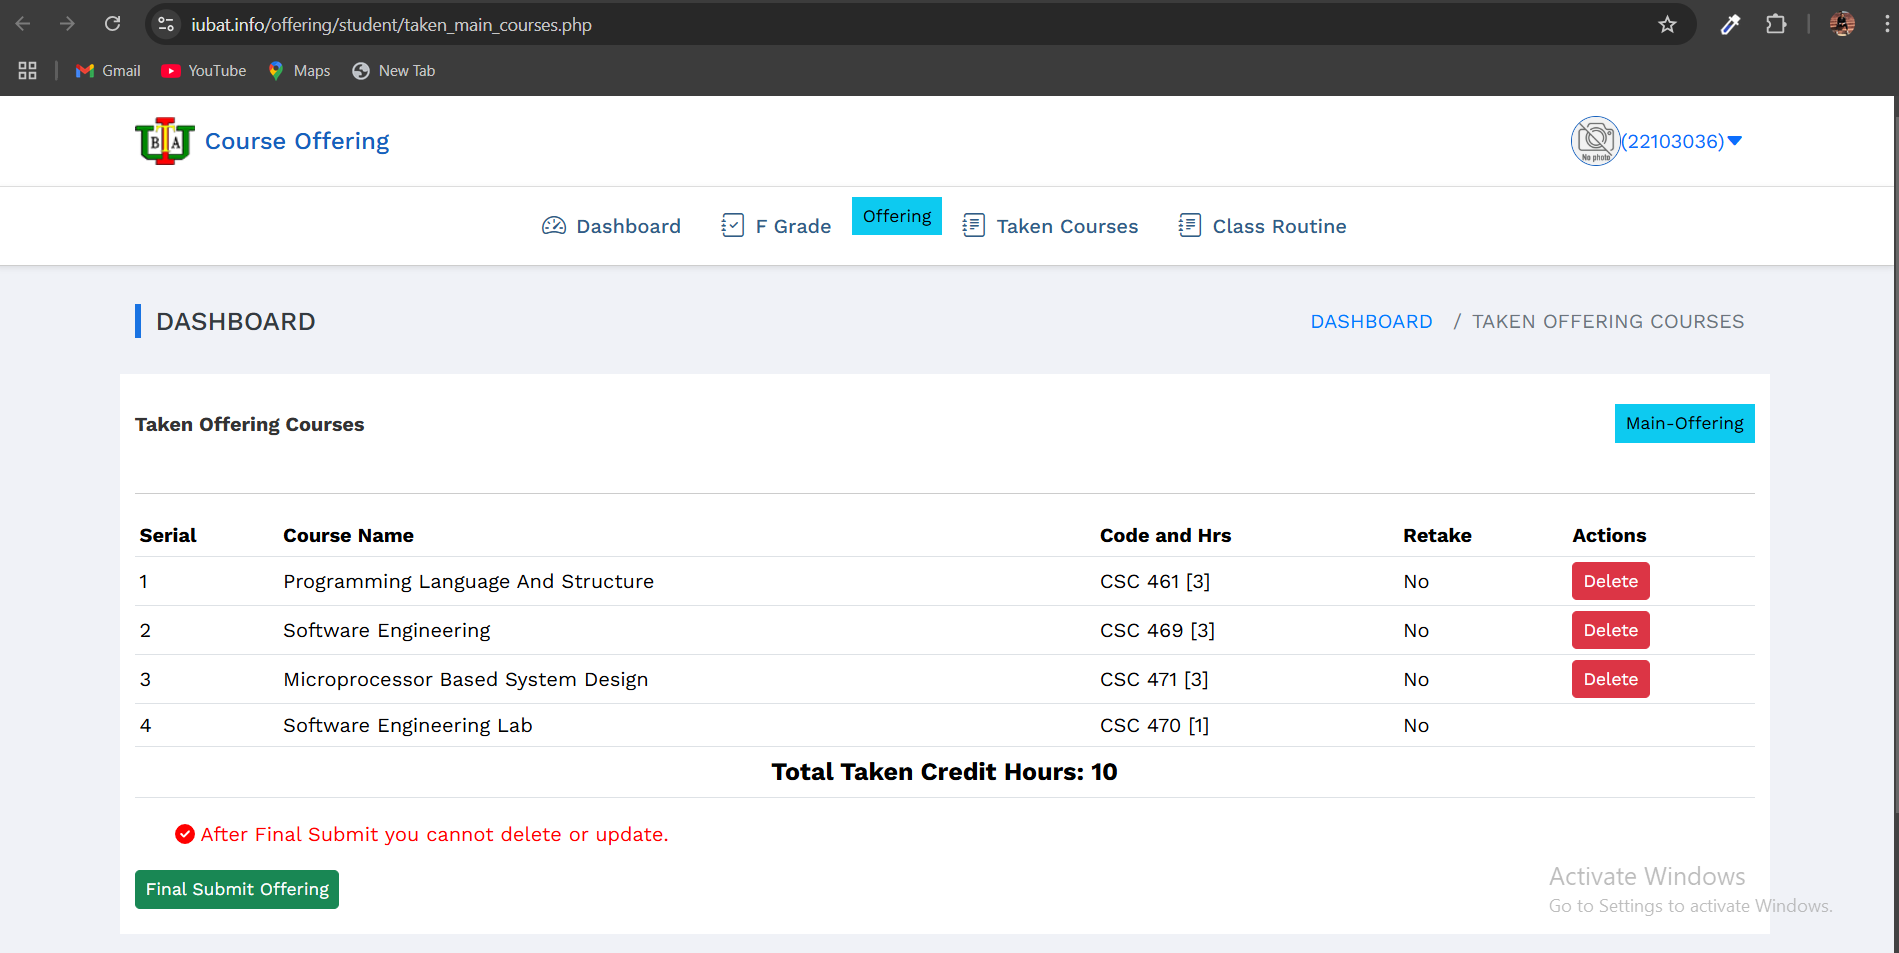 iubat.info/offering/student/taken_main_courses.php
Gmail YouTube Maps New Tab
IUBAT Course Offering
No photo (22103036)
Dashboard F Grade Offering Taken Courses Class Routine
DASHBOARD
DASHBOARD / TAKEN OFFERING COURSES
Taken Offering Courses
Main-Offering
Serial Course Name Code and Hrs Retake Actions
1 Programming Language And Structure CSC 461 [3] No Delete
2 Software Engineering CSC 469 [3] No Delete
3 Microprocessor Based System Design CSC 471 [3] No Delete
4 Software Engineering Lab CSC 470 [1] No
Total Taken Credit Hours: 10
After Final Submit you cannot delete or update.
Final Submit Offering
Activate Windows
Go to Settings to activate Windows.